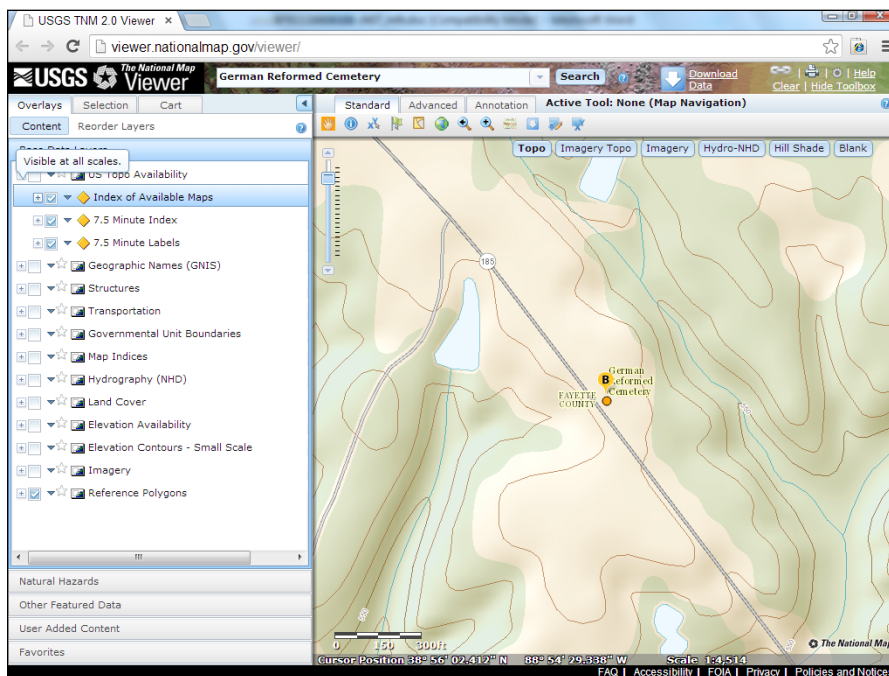 USGS TNM 2.0 Viewer ×
viewer.nationalmap.gov/viewer/
USGS The National Map Viewer
German Reformed Cemetery
Search
Download Data
Help
Clear | Hide Toolbox
Overlays Selection Cart
Standard Advanced Annotation Active Tool: None (Map Navigation)
Content Reorder Layers
Visible at all scales.
US Topo Availability
Index of Available Maps
7.5 Minute Index
7.5 Minute Labels
Geographic Names (GNIS)
Structures
Transportation
Governmental Unit Boundaries
Map Indices
Hydrography (NHD)
Land Cover
Elevation Availability
Elevation Contours - Small Scale
Imagery
Reference Polygons
Natural Hazards
Other Featured Data
User Added Content
Favorites
Topo Imagery Topo Imagery Hydro-NHD Hill Shade Blank
185
B
German
Reformed
Cemetery
FAYETTE
COUNTY
0 150 300ft
The National Map
Cursor Position 38° 56' 02.412" N 88° 54' 29.338" W Scale 1:4,514
FAQ | Accessibility | FOIA | Privacy | Policies and Notices